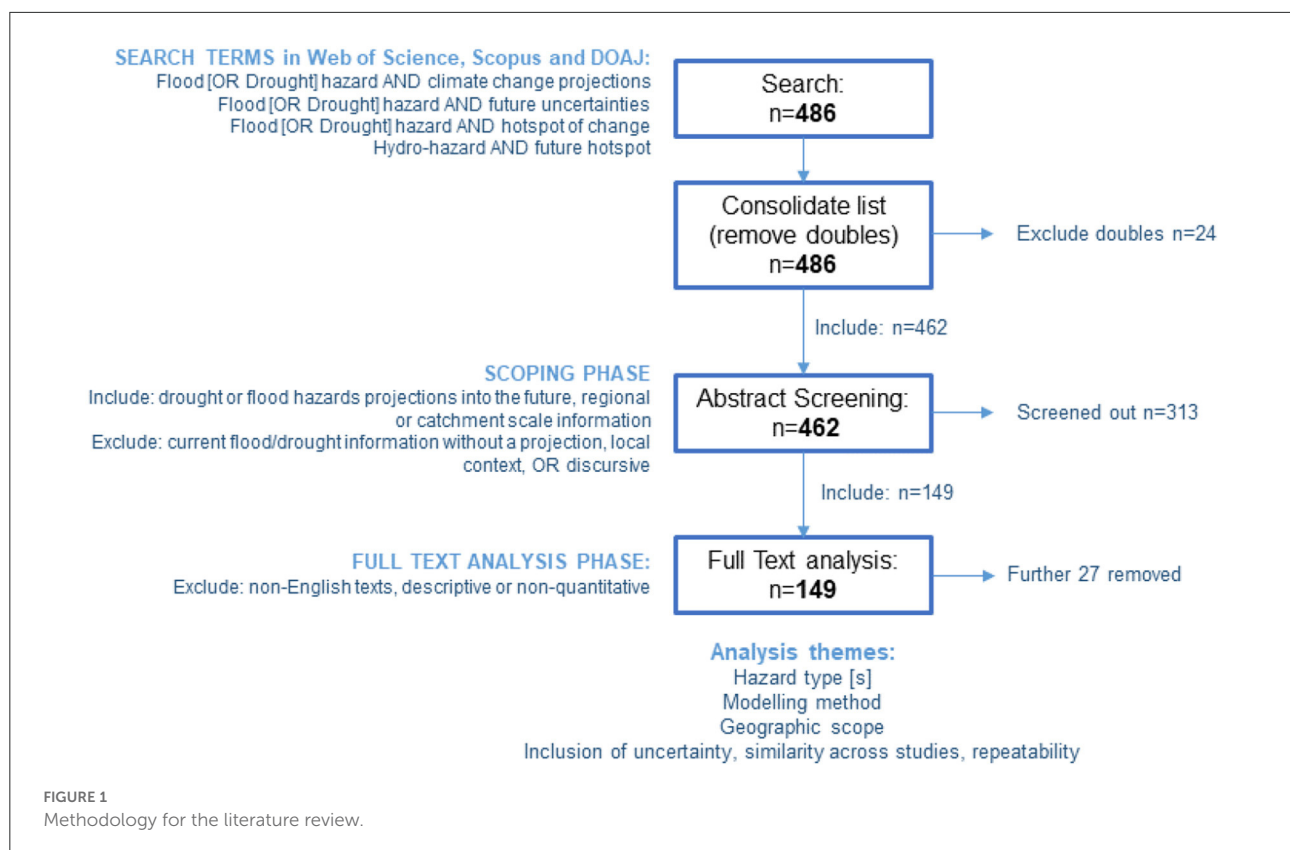 SEARCH TERMS in Web of Science, Scopus and DOAJ:
Flood [OR Drought] hazard AND climate change projections
Flood [OR Drought] hazard AND future uncertainties
Flood [OR Drought] hazard AND hotspot of change
Hydro-hazard AND future hotspot
Search:
n=486
Consolidate list
(remove doubles)
n=486
Exclude doubles n=24
Include: n=462
SCOPING PHASE
Include: drought or flood hazards projections into the future, regional
or catchment scale information
Exclude: current flood/drought information without a projection, local
context, OR discursive
Abstract Screening:
n=462
Screened out n=313
Include: n=149
FULL TEXT ANALYSIS PHASE:
Exclude: non-English texts, descriptive or non-quantitative
Full Text analysis:
n=149
Further 27 removed
Analysis themes:
Hazard type [s]
Modelling method
Geographic scope
Inclusion of uncertainty, similarity across studies, repeatability
FIGURE 1
Methodology for the literature review.